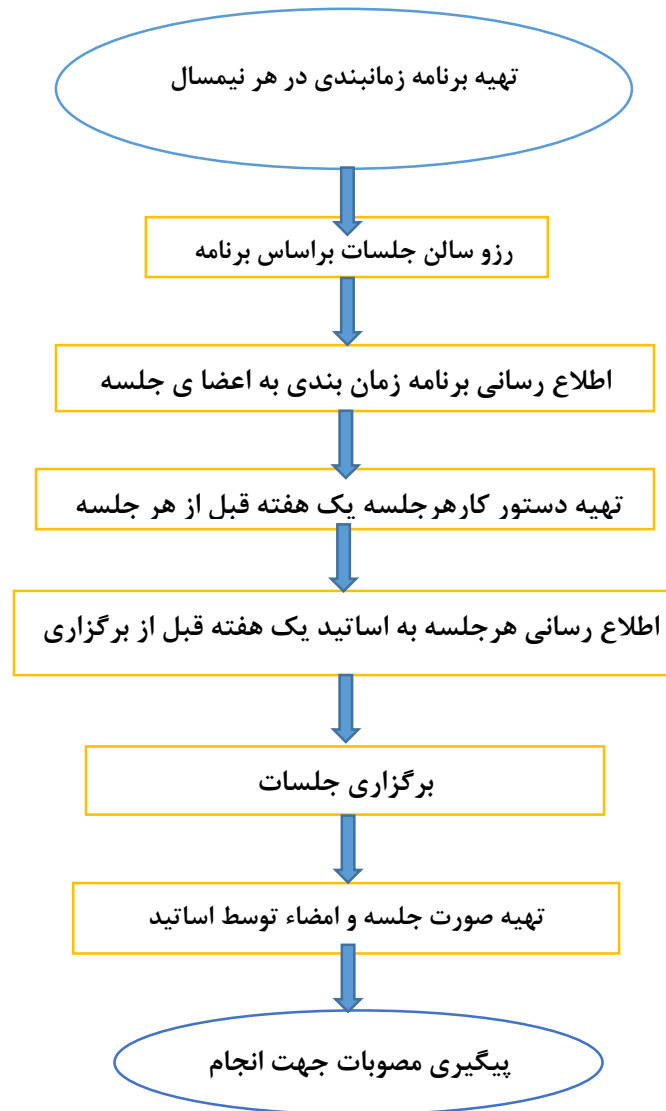 تهیه برنامه زمانبندی در هر نیمسال
رزو سالن جلسات براساس برنامه
اطلاع رسانی برنامه زمان بندی به اعضا ی جلسه
تهیه دستور کارهرجلسه یک هفته قبل از هر جلسه
اطلاع رسانی هرجلسه به اساتید یک هفته قبل از برگزاری
برگزاری جلسات
تهیه صورت جلسه و امضاء توسط اساتید
پیگیری مصوبات جهت انجام